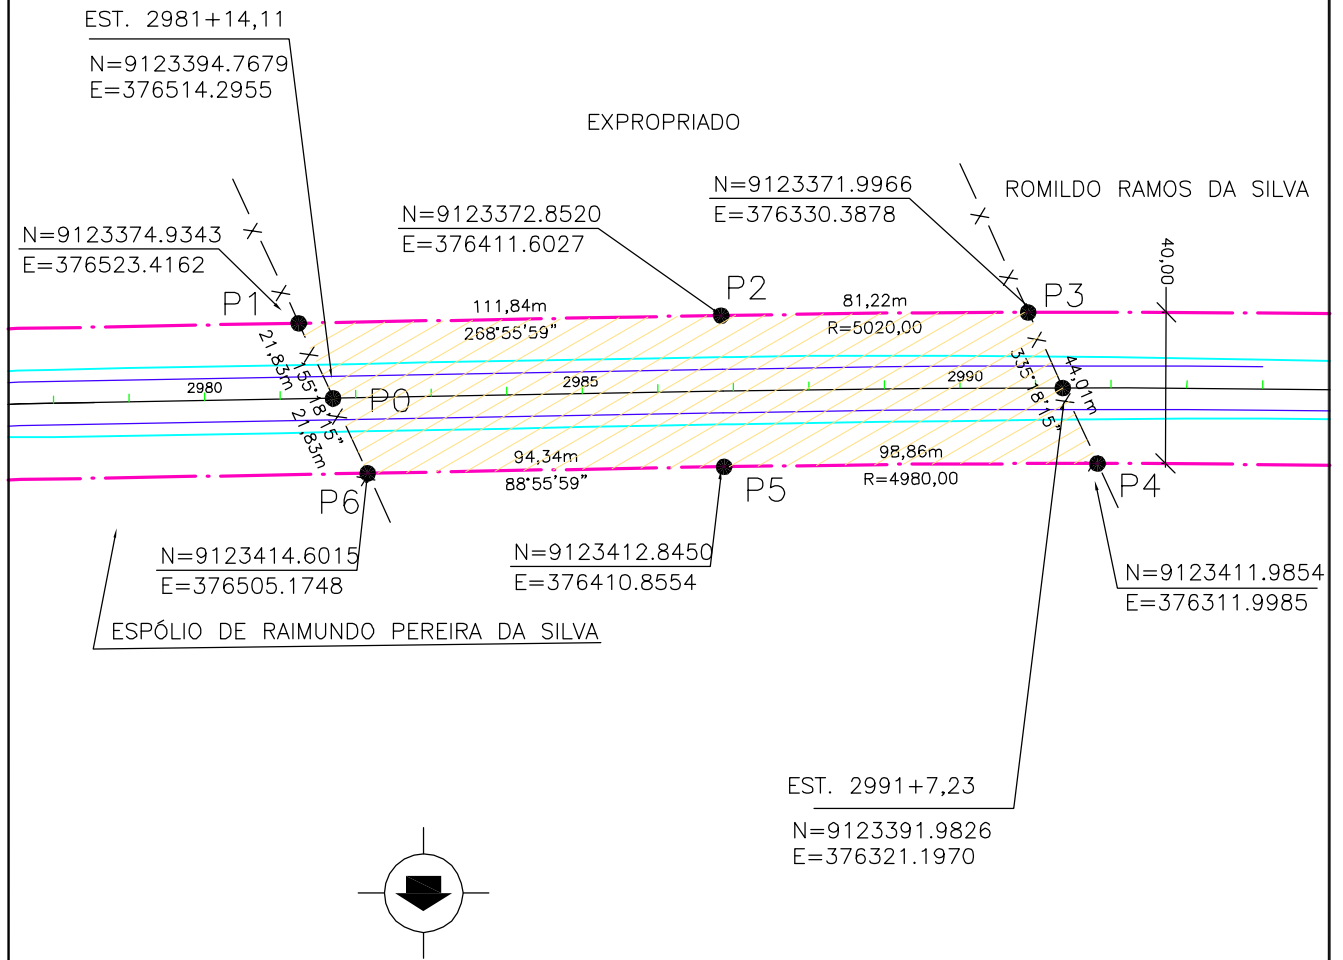 EST. 2981+14,11
N=9123394.7679
E=376514.2955
EXPROPRIADO
N=9123371.9966
E=376330.3878
ROMILDO RAMOS DA SILVA
N=9123372.8520
E=376411.6027
N=9123374.9343
E=376523.4162
40,00
P1
P2
P3
111,84m
268°55'59"
81,22m
R=5020,00
21,83m
155°18'15"
21,83m
335°18'15"
44,01m
2980
2985
2990
P0
94,34m
88°55'59"
98,86m
R=4980,00
P6
P5
P4
N=9123414.6015
E=376505.1748
N=9123412.8450
E=376410.8554
N=9123411.9854
E=376311.9985
ESPÓLIO DE RAIMUNDO PEREIRA DA SILVA
EST. 2991+7,23
N=9123391.9826
E=376321.1970